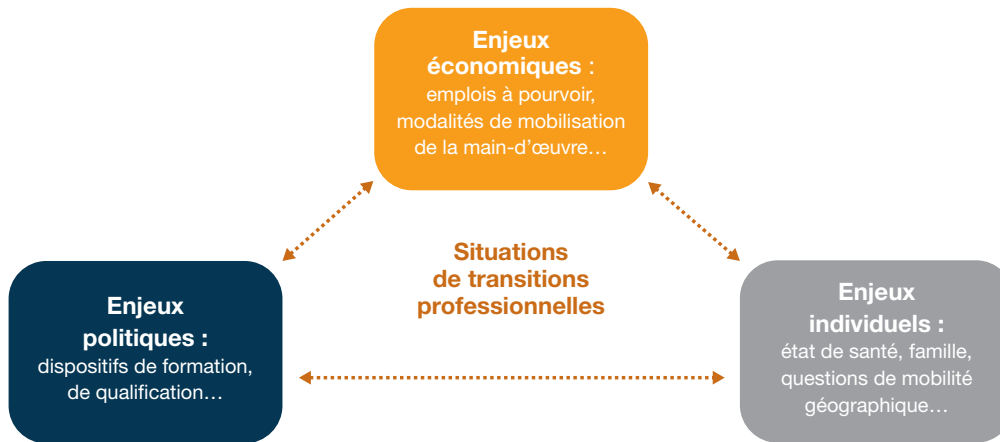 Enjeux
économiques :
emplois à pourvoir,
modalités de mobilisation
de la main-d’œuvre…
Situations
de transitions
professionnelles
Enjeux
politiques :
dispositifs de formation,
de qualification…
Enjeux
individuels :
état de santé, famille,
questions de mobilité
géographique…